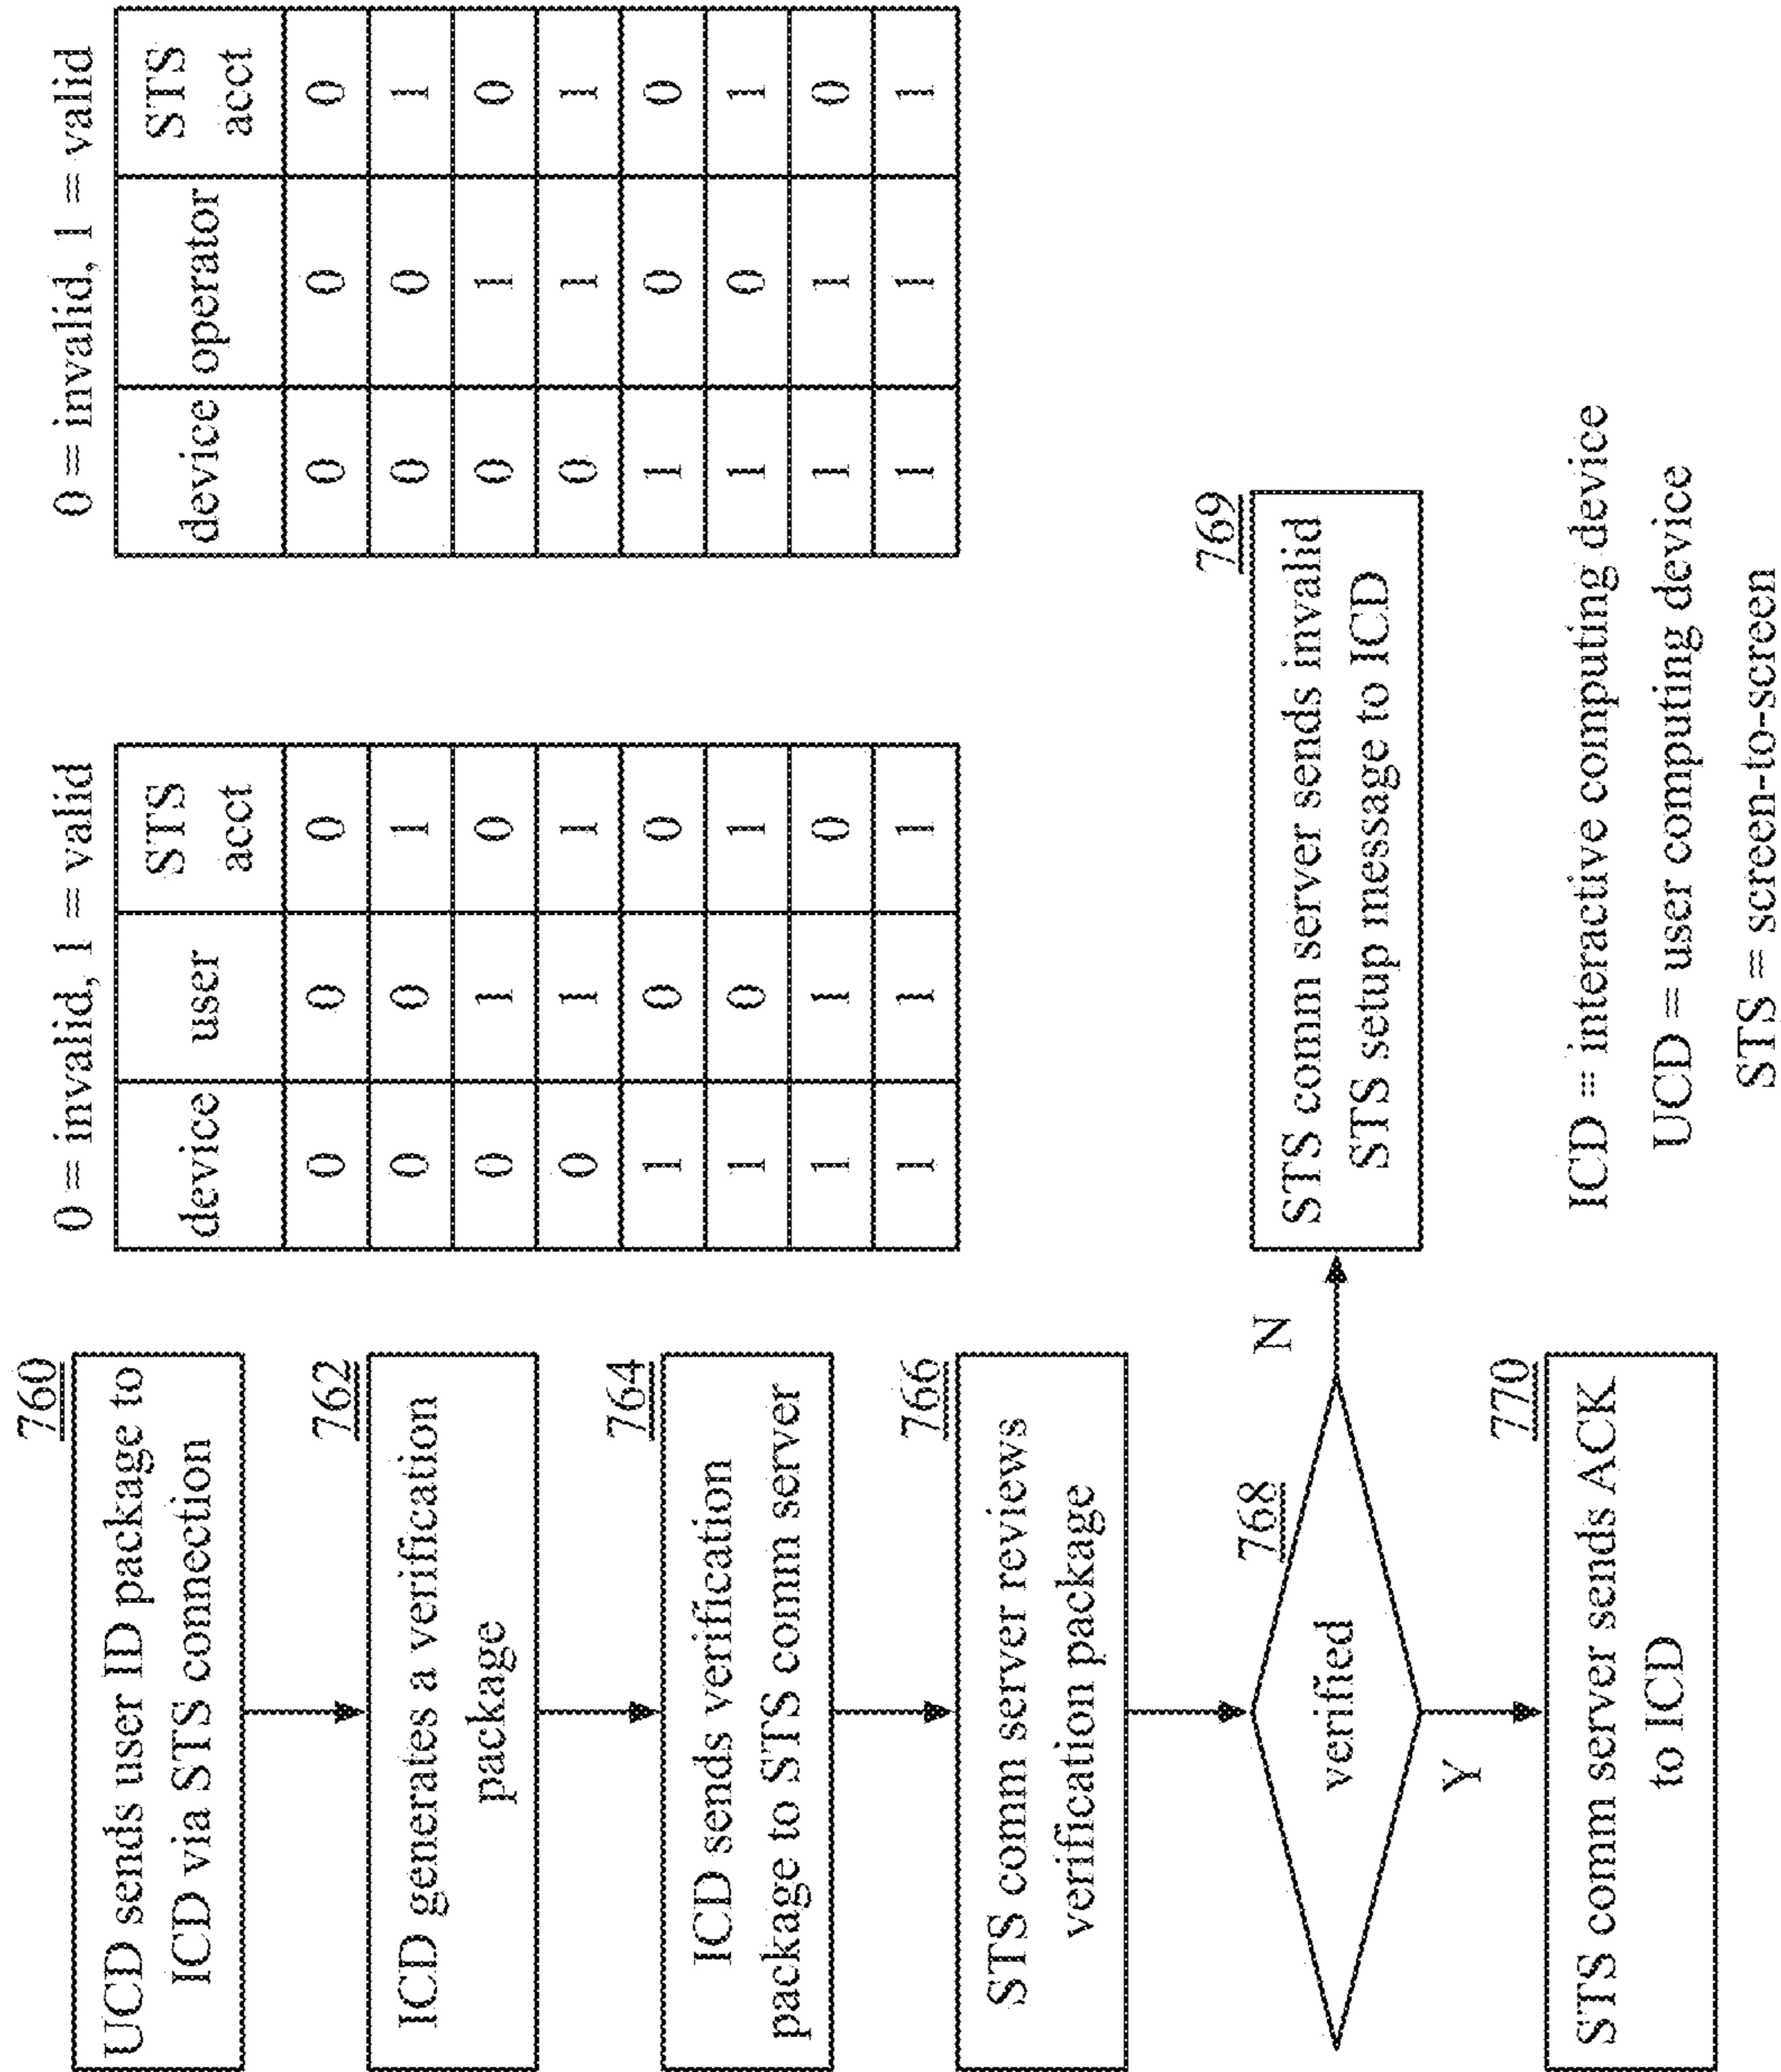 760
UCD sends user ID package to
ICD via STS connection
762
ICD generates a verification
package
764
ICD sends verification
package to STS comm server
766
STS comm server reviews
verification package
768
verified
N
Y
769
STS comm server sends invalid
STS setup message to ICD
770
STS comm server sends ACK
to ICD
0 = invalid, 1 = valid
device user STS acct
0 0 0
0 0 1
0 1 0
0 1 1
1 0 0
1 0 1
1 1 0
1 1 1
0 = invalid, 1 = valid
device operator STS acct
0 0 0
0 0 1
0 1 0
0 1 1
1 0 0
1 0 1
1 1 0
1 1 1
ICD = interactive computing device
UCD = user computing device
STS = screen-to-screen